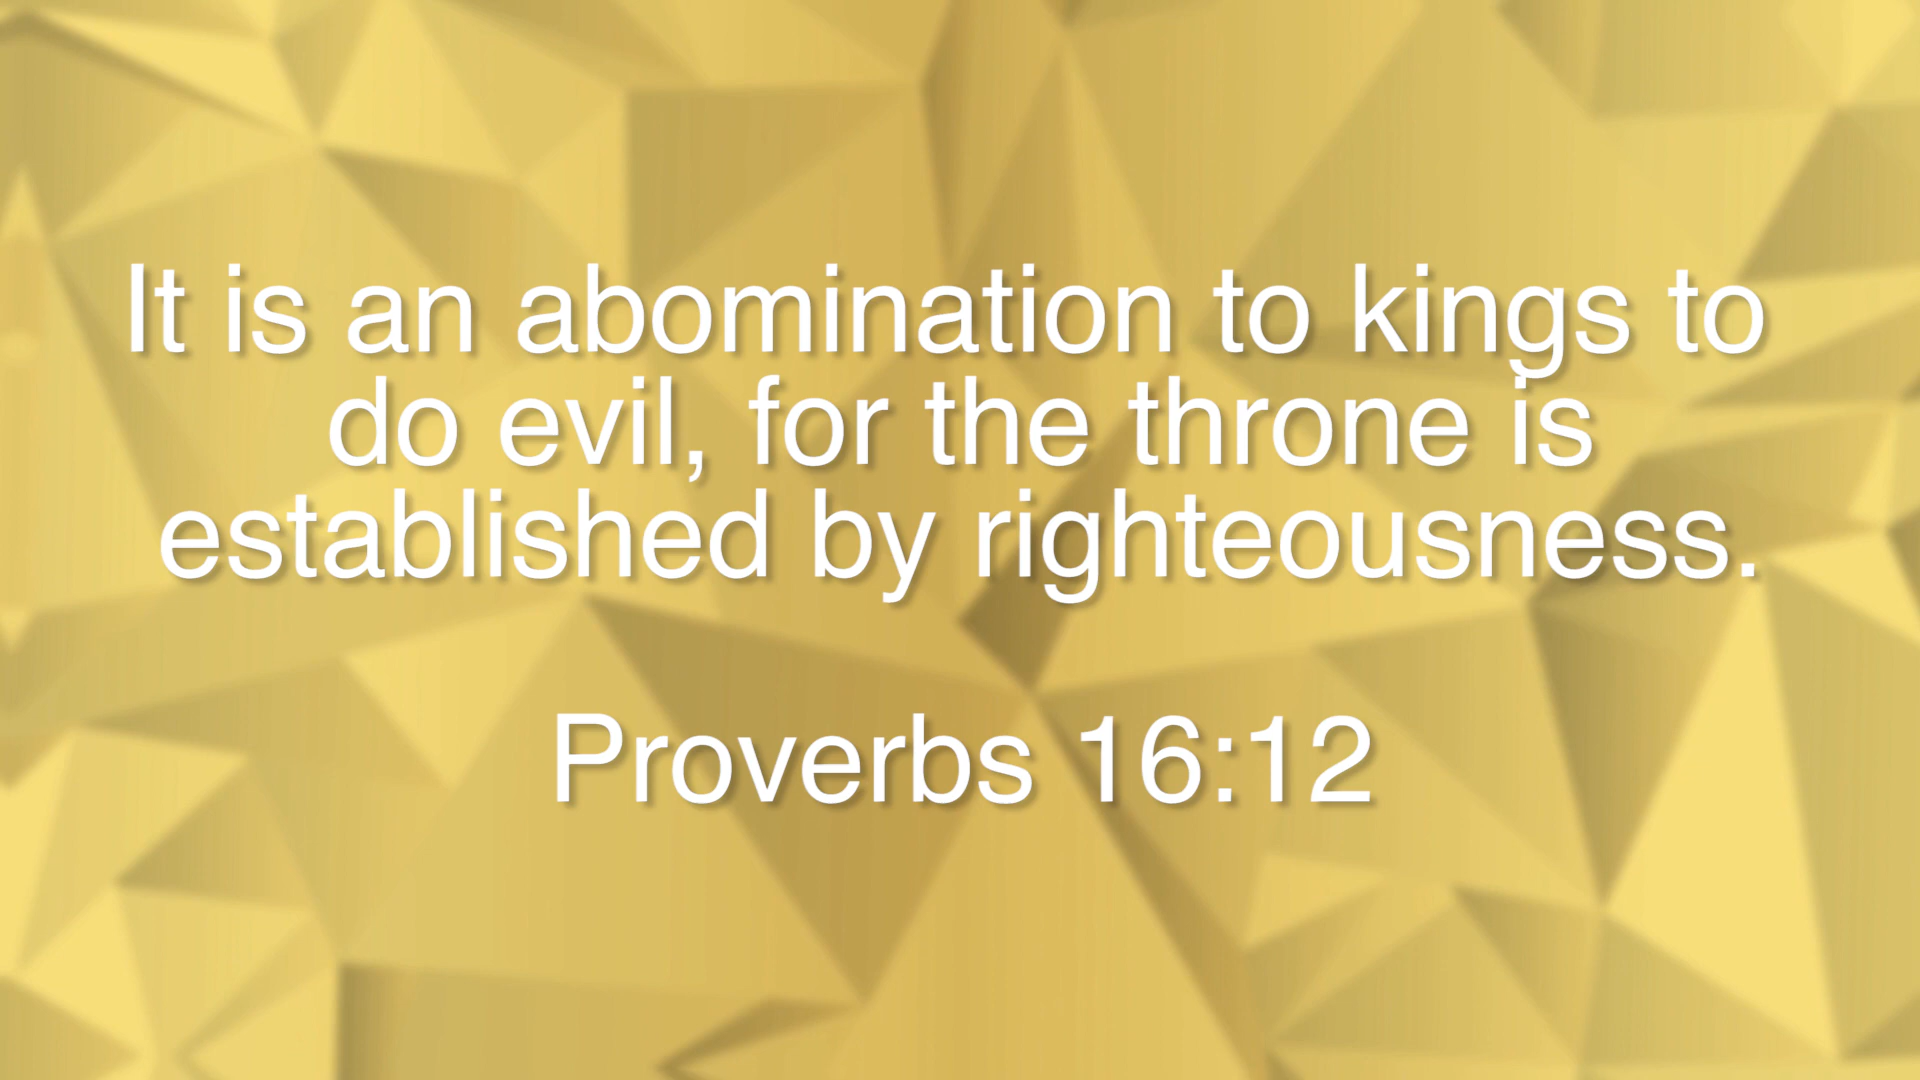 It is an abomination to kings to
do evil, for the throne is
established by righteousness.
Proverbs 16:12